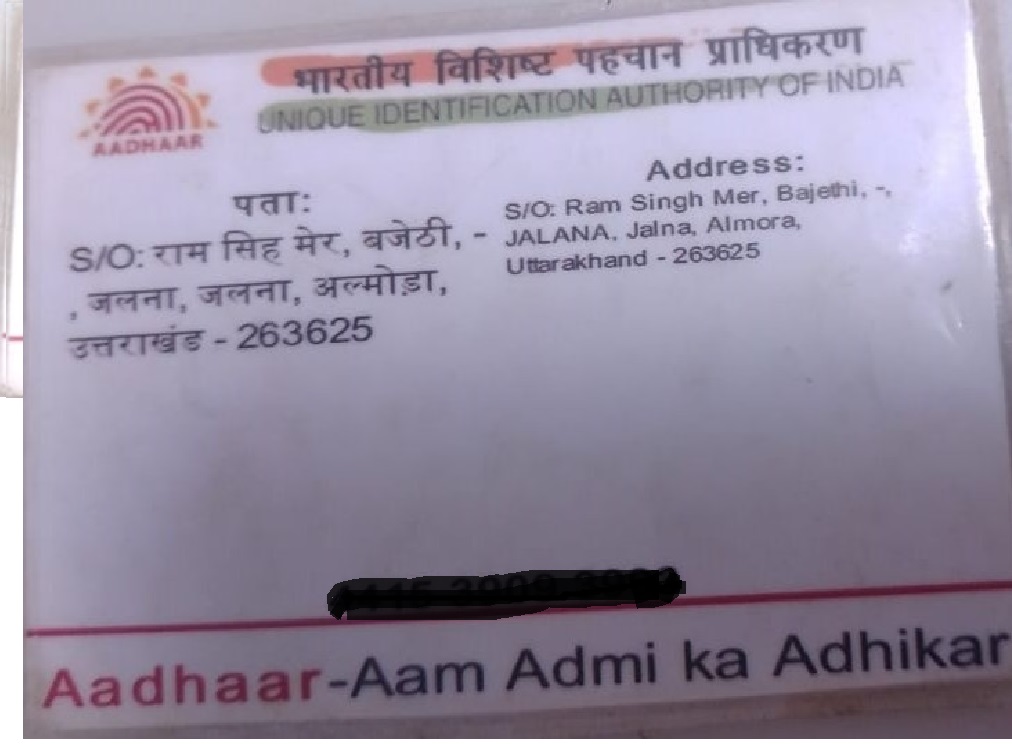 भारतीय विशिष्ट पहचान प्राधिकरण
UNIQUE IDENTIFICATION AUTHORITY OF INDIA
AADHAAR
पता:
S/O: राम सिंह मेर, बजेठी, -
, जलना, जलना, अल्मोड़ा,
उत्तराखंड - 263625
Address:
S/O: Ram Singh Mer, Bajethi, -,
JALANA, Jalna, Almora,
Uttarakhand - 263625
Aadhaar-Aam Admi ka Adhikar